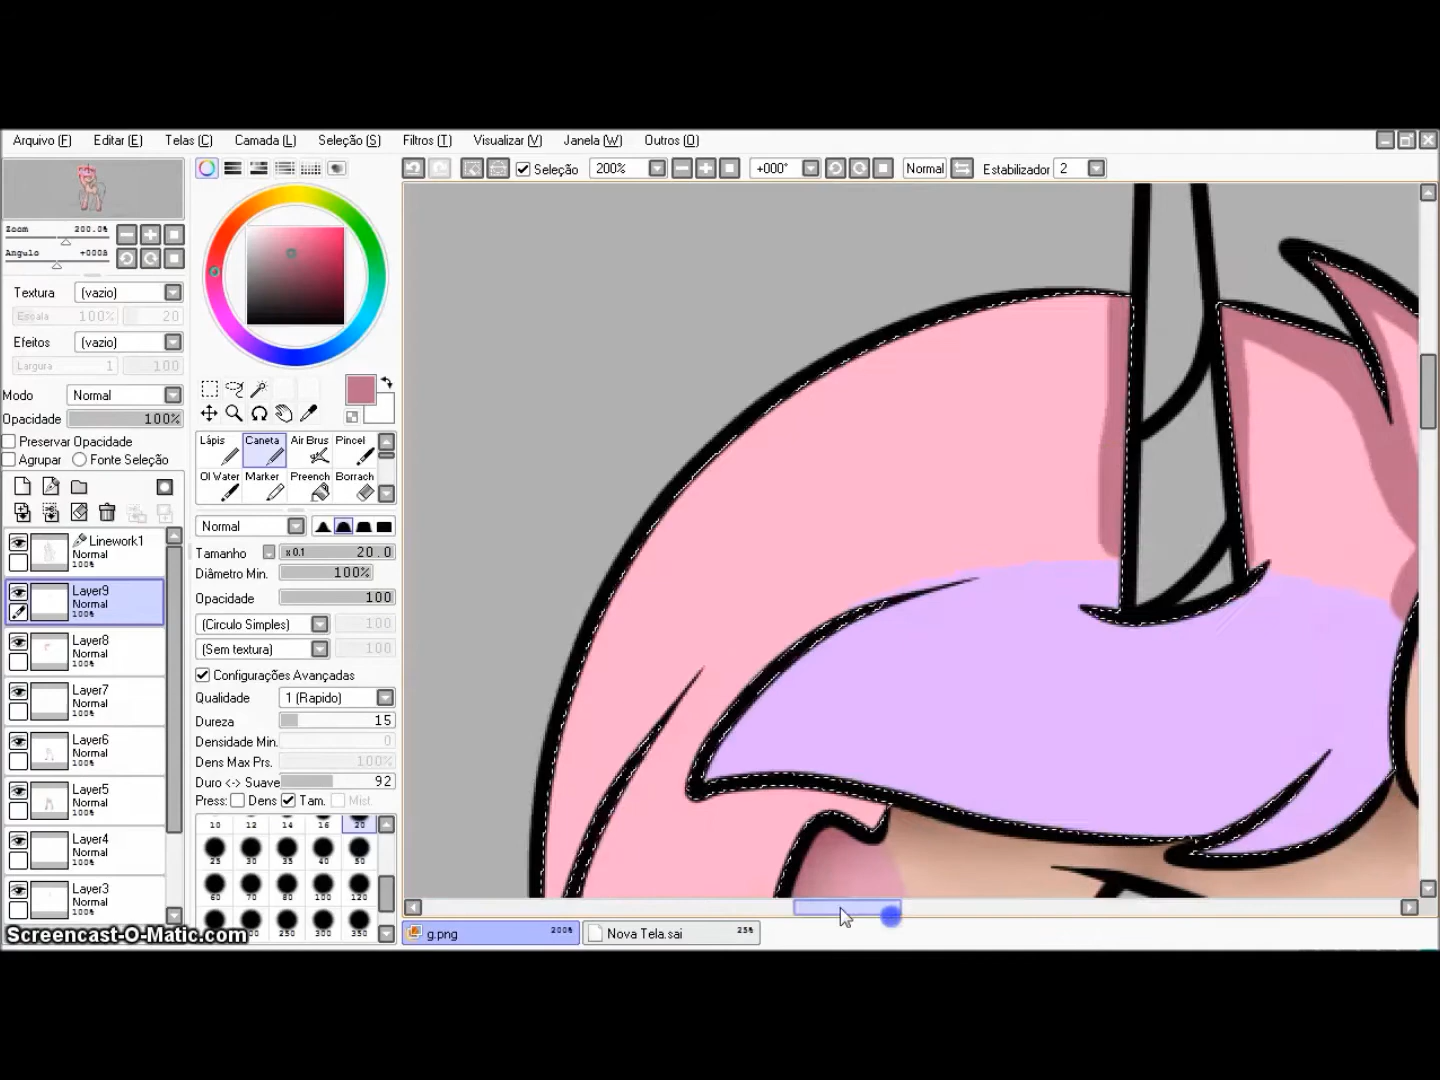 Arquivo (F) Editar (E) Telas (C) Camada (L) Seleção (S) Filtros (T) Visualizar (V) Janela (W) Outros (O)
Seleção 200% +000° Normal Estabilizador 2
Zoom 200.0%
Angulo +000ã
Textura (vazio)
Escala 100% 20
Efeitos (vazio)
Largura 1 100
Modo Normal
Opacidade 100%
Preservar Opacidade
Agrupar Fonte Seleção
Linework1
Normal
100%
Layer9
Normal
100%
Layer8
Normal
100%
Layer7
Normal
100%
Layer6
Normal
100%
Layer5
Normal
100%
Layer4
Normal
100%
Layer3
Normal
100%
Lápis Caneta Air Brus Pincel
Ol Water Marker Preench Borrach
Normal
Tamanho x 0.1 20.0
Diâmetro Min. 100%
Opacidade 100
(Circulo Simples) 100
(Sem textura) 100
Configurações Avançadas
Qualidade 1 (Rapido)
Dureza 15
Densidade Min. 0
Dens Max Prs. 100%
Duro <-> Suave 92
Press: Dens Tam. Mist.
10 12 14 16 20
25 30 35 40 50
60 70 80 100 120
250 300 350
g.png 200% Nova Tela.sai 25%
Screencast-O-Matic.com